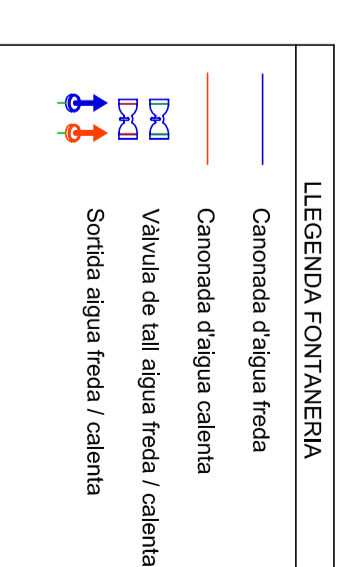 LLEGENDA FONTANERIA
Canonada d'aigua freda
Canonada d'aigua calenta
Vàlvula de tall aigua freda / calenta
Sortida aigua freda / calenta